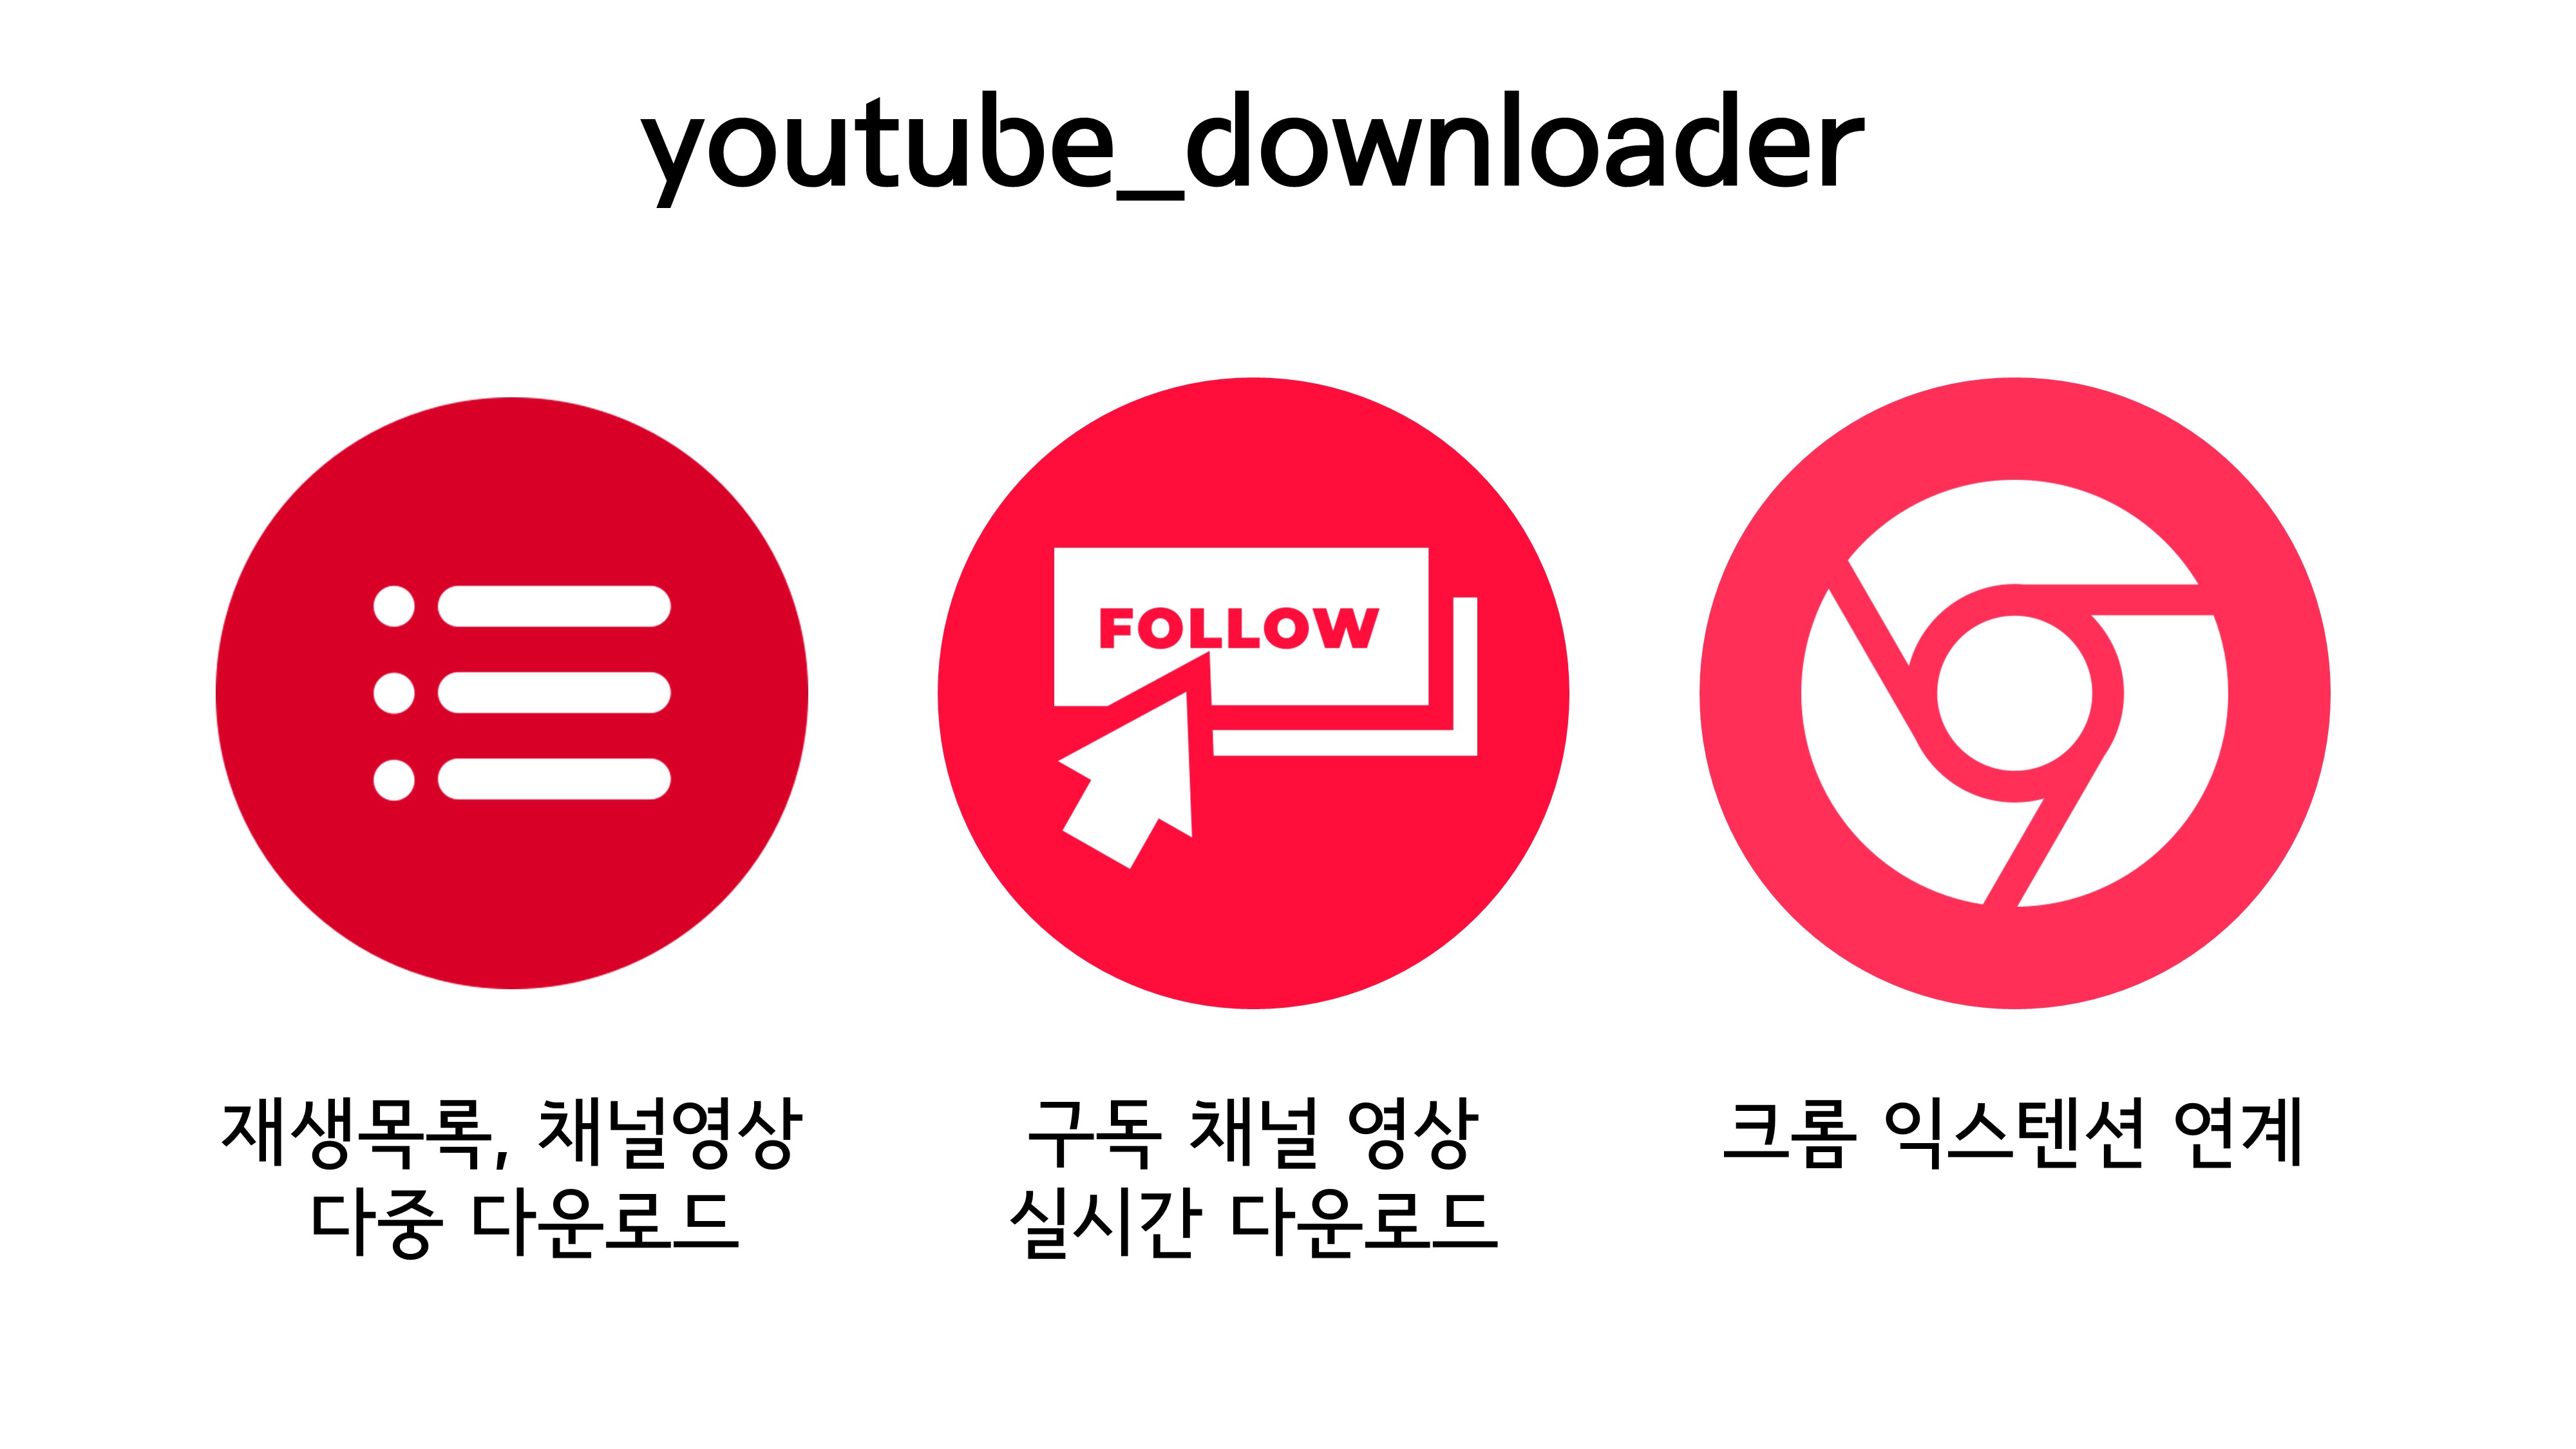 youtube_downloader
FOLLOW
재생목록, 채널영상
다중 다운로드
구독 채널 영상
실시간 다운로드
크롬 익스텐션 연계